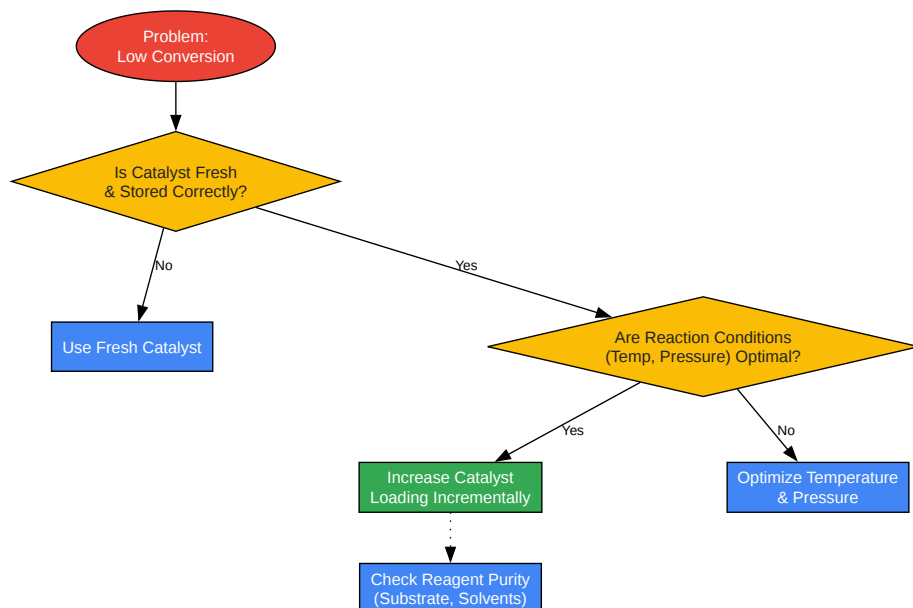 Problem:
Low Conversion
Is Catalyst Fresh
& Stored Correctly?
No
Yes
Use Fresh Catalyst
Are Reaction Conditions
(Temp, Pressure) Optimal?
Yes
No
Increase Catalyst
Loading Incrementally
Optimize Temperature
& Pressure
Check Reagent Purity
(Substrate, Solvents)